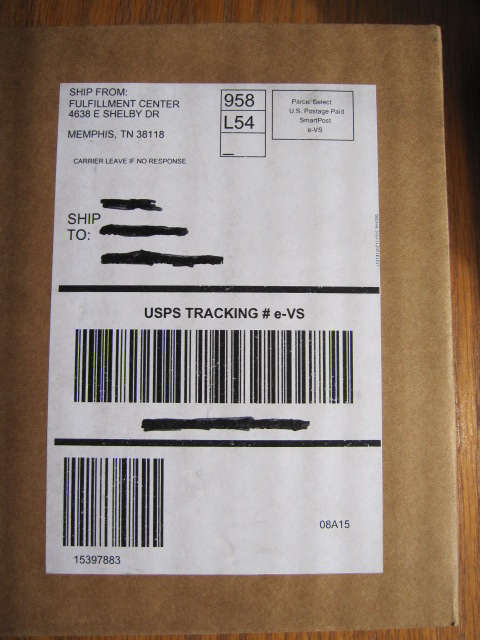 SHIP FROM:
FULFILLMENT CENTER
4638 E SHELBY DR
MEMPHIS, TN 38118
CARRIER LEAVE IF NO RESPONSE
958
L54
Parcel Select
U.S. Postage Paid
SmartPost
e-VS
SHIP
TO:
USPS TRACKING # e-VS
08A15
15397883